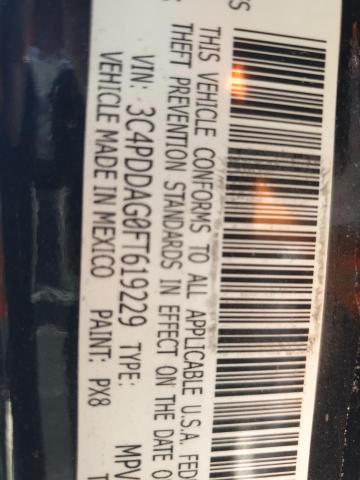 THIS VEHICLE CONFORMS TO ALL APPLICABLE U.S.A. FED
THEFT PREVENTION STANDARDS IN EFFECT ON THE DATE O
VIN: 3C4PDDAG0FT619229 TYPE: MPV
VEHICLE MADE IN MEXICO PAINT: PX8